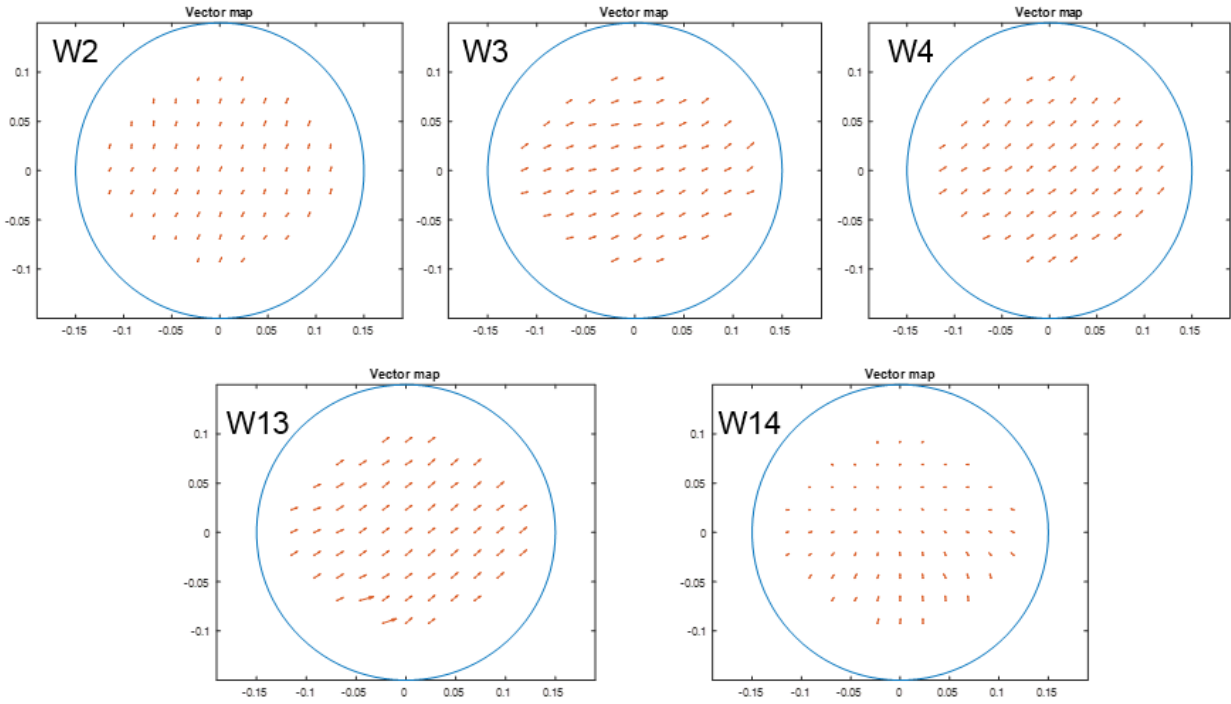 Vector map Vector map Vector map
W2 W3 W4
0.1 0.1 0.1
0.05 0.05 0.05
0 0 0
-0.05 -0.05 -0.05
-0.1 -0.1 -0.1
-0.15 -0.1 -0.05 0 0.05 0.1 0.15 -0.15 -0.1 -0.05 0 0.05 0.1 0.15 -0.15 -0.1 -0.05 0 0.05 0.1 0.15
Vector map Vector map
W13 W14
0.1 0.1
0.05 0.05
0 0
-0.05 -0.05
-0.1 -0.1
-0.15 -0.1 -0.05 0 0.05 0.1 0.15 -0.15 -0.1 -0.05 0 0.05 0.1 0.15